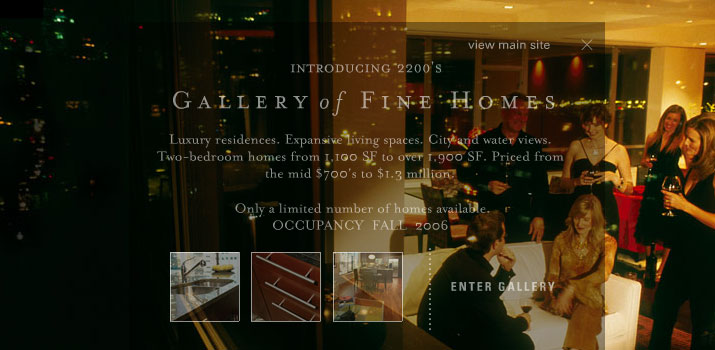 view main site
INTRODUCING 2200'S
GALLERY of FINE HOMES
Luxury residences. Expansive living spaces. City and water views.
Two-bedroom homes from 1,100 SF to over 1,900 SF. Priced from
the mid $700's to $1.3 million.
Only a limited number of homes available.
OCCUPANCY FALL 2006
ENTER GALLERY